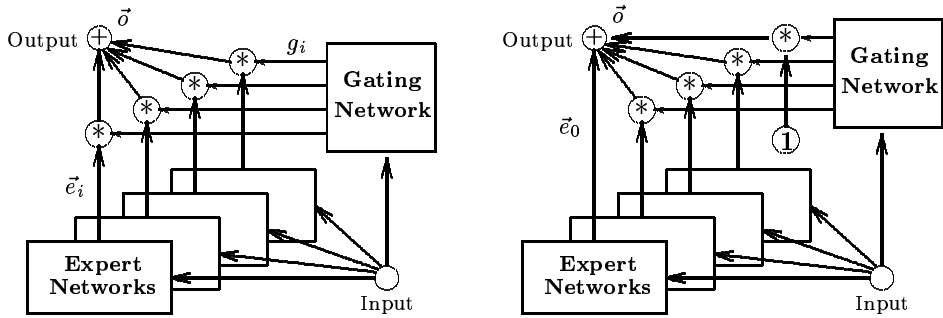 o⃗
Output + * g_i
* Gating
* Network
*
e⃗_i
Expert
Networks
Input
o⃗
Output + *
* Gating
* Network
*
e⃗_0 1
Expert
Networks
Input